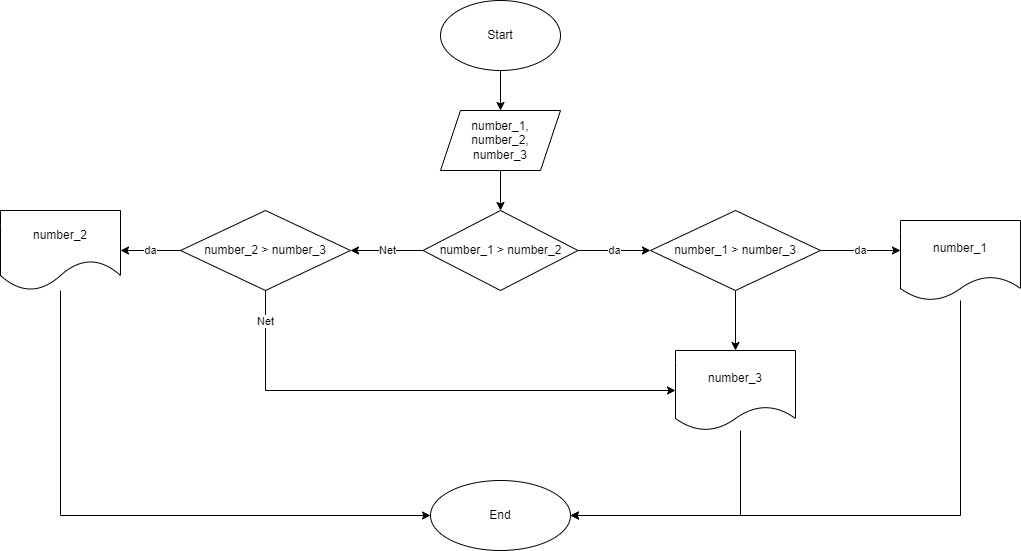 Start
number_1,
number_2,
number_3
number_2
da
number_2 > number_3
Net
number_1 > number_2
da
number_1 > number_3
da
number_1
Net
number_3
End